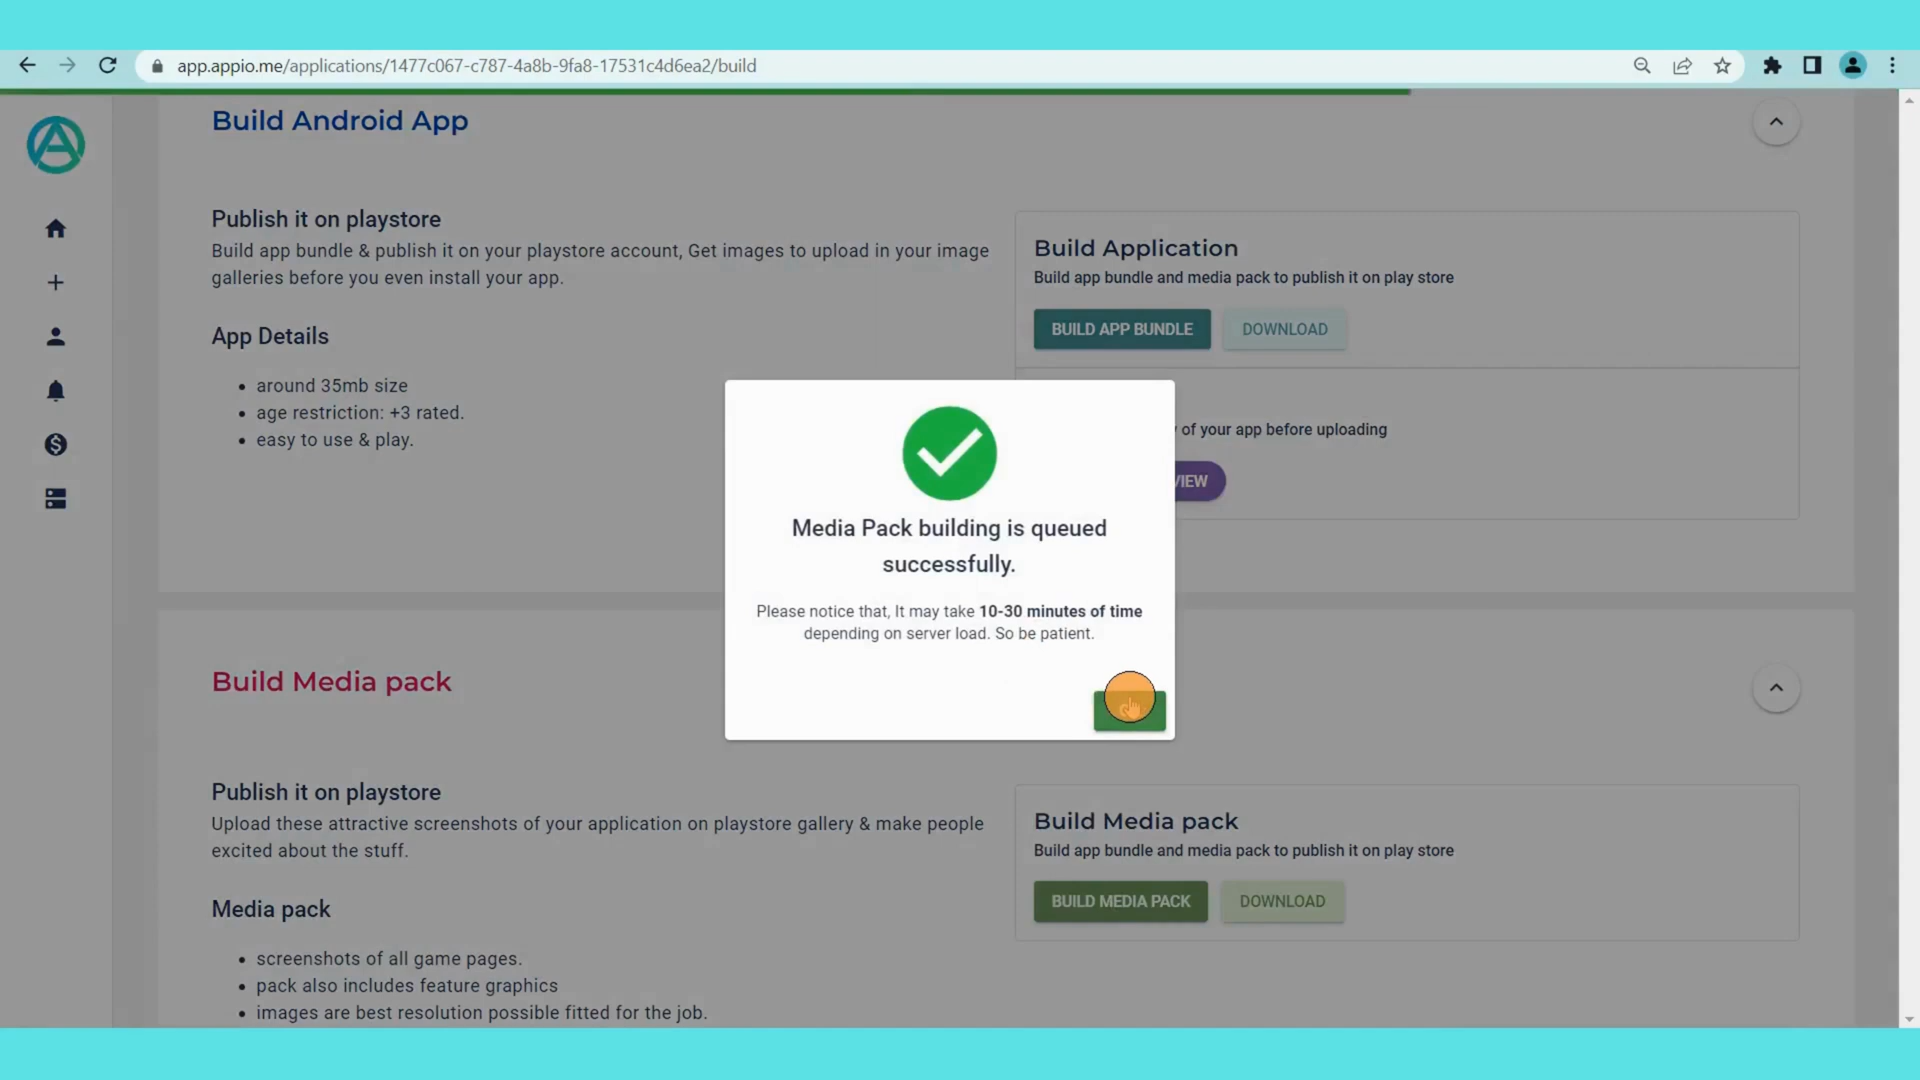 app.appio.me/applications/1477c067-c787-4a8b-9fa8-17531c4d6ea2/build
Build Android App
Publish it on playstore
Build app bundle & publish it on your playstore account, Get images to upload in your image
galleries before you even install your app.
App Details
around 35mb size
age restriction: +3 rated.
easy to use & play.
Build Application
Build app bundle and media pack to publish it on play store
BUILD APP BUNDLE
DOWNLOAD
of your app before uploading
Media Pack building is queued
successfully.
Please notice that, It may take 10-30 minutes of time
depending on server load. So be patient.
Build Media pack
Publish it on playstore
Upload these attractive screenshots of your application on playstore gallery & make people
excited about the stuff.
Media pack
screenshots of all game pages.
pack also includes feature graphics
images are best resolution possible fitted for the job.
Build Media pack
Build app bundle and media pack to publish it on play store
BUILD MEDIA PACK
DOWNLOAD